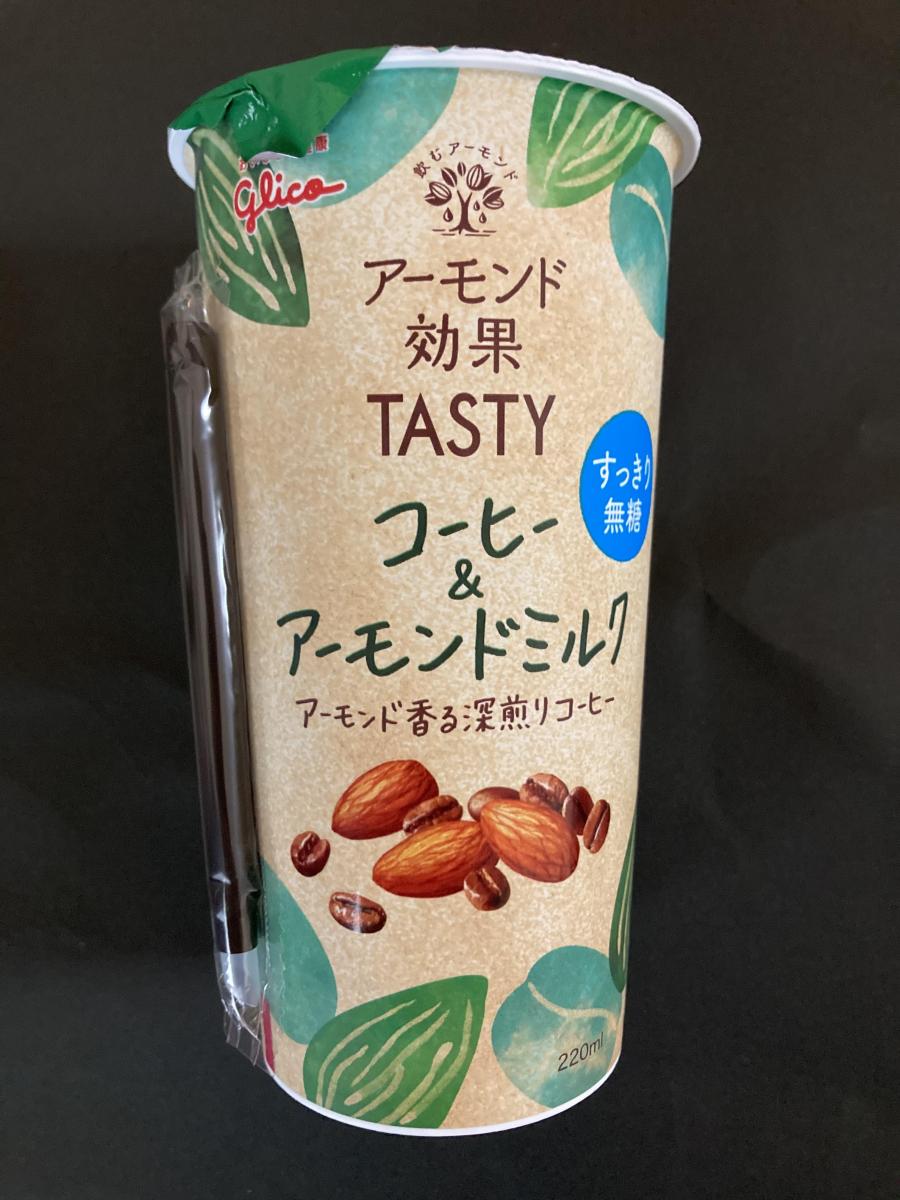 Glico
飲むアーモンド
アーモンド
効果
TASTY
すっきり
無糖
コーヒー
&
アーモンドミルク
アーモンド香る深煎りコーヒー
220ml